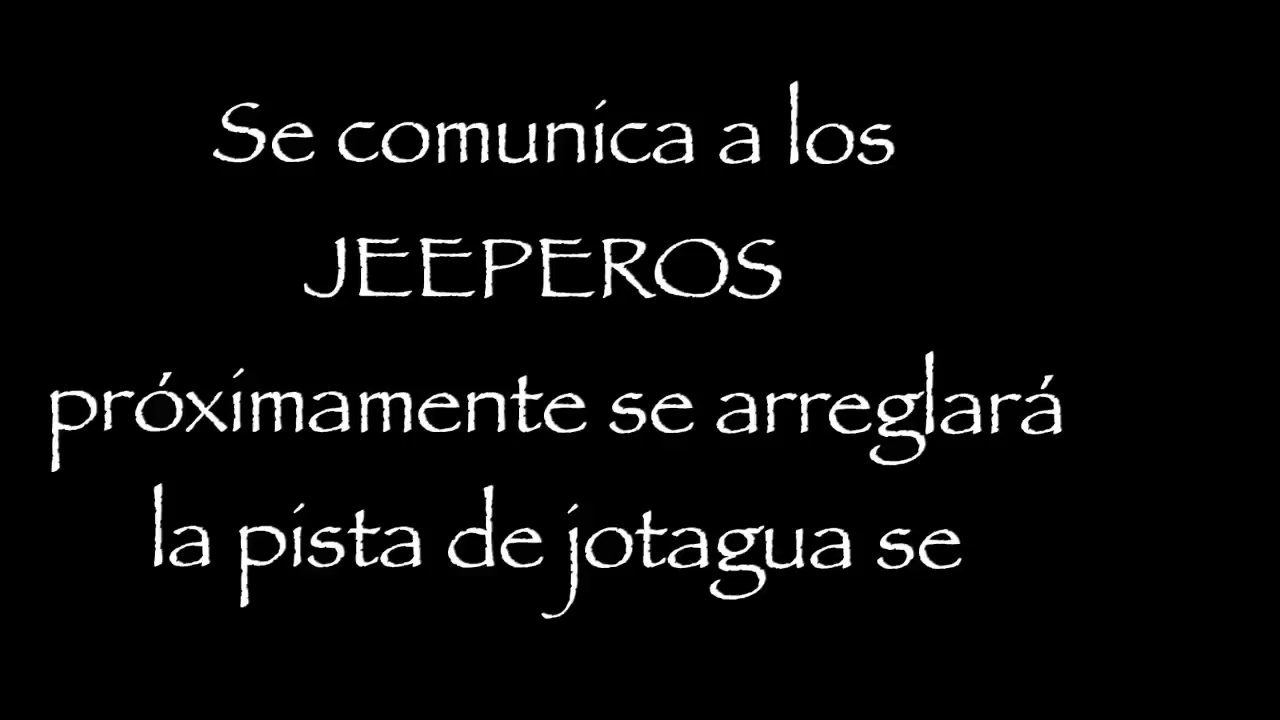 Se comunica a los
JEEPEROS
próximamente se arreglará
la pista de jotagua se